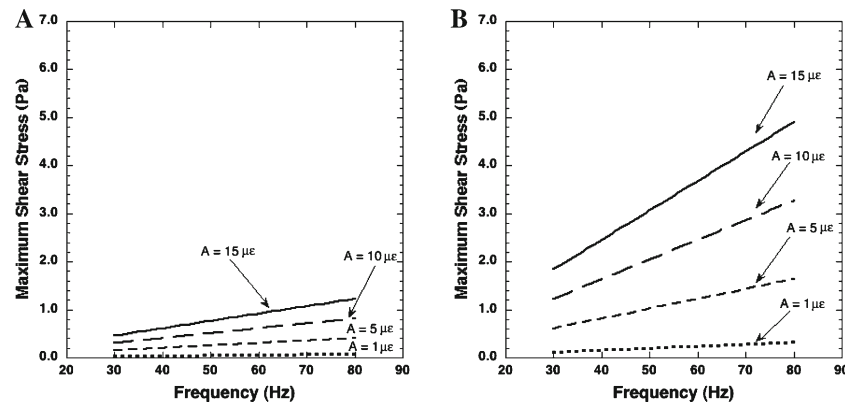 A
Maximum Shear Stress (Pa)
7.0
6.0
5.0
4.0
3.0
2.0
1.0
0.0
A = 15 με
A = 10 με
A = 5 με
A = 1 με
20 30 40 50 60 70 80 90
Frequency (Hz)
B
Maximum Shear Stress (Pa)
7.0
6.0
5.0
4.0
3.0
2.0
1.0
0.0
A = 15 με
A = 10 με
A = 5 με
A = 1 με
20 30 40 50 60 70 80 90
Frequency (Hz)